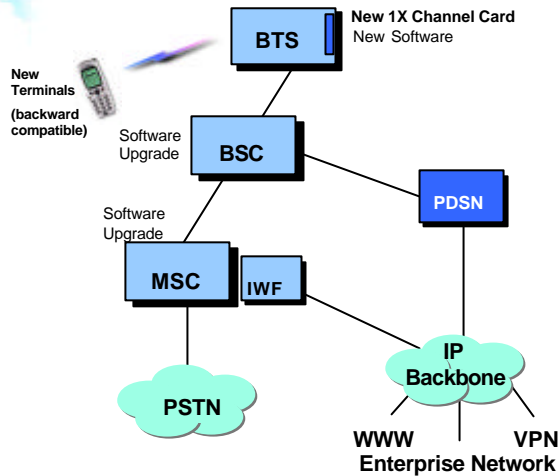 New 1X Channel Card
BTS
New Software
New
Terminals
(backward
compatible)
Software
Upgrade
BSC
PDSN
Software
Upgrade
MSC
IWF
IP
Backbone
PSTN
WWW
VPN
Enterprise Network